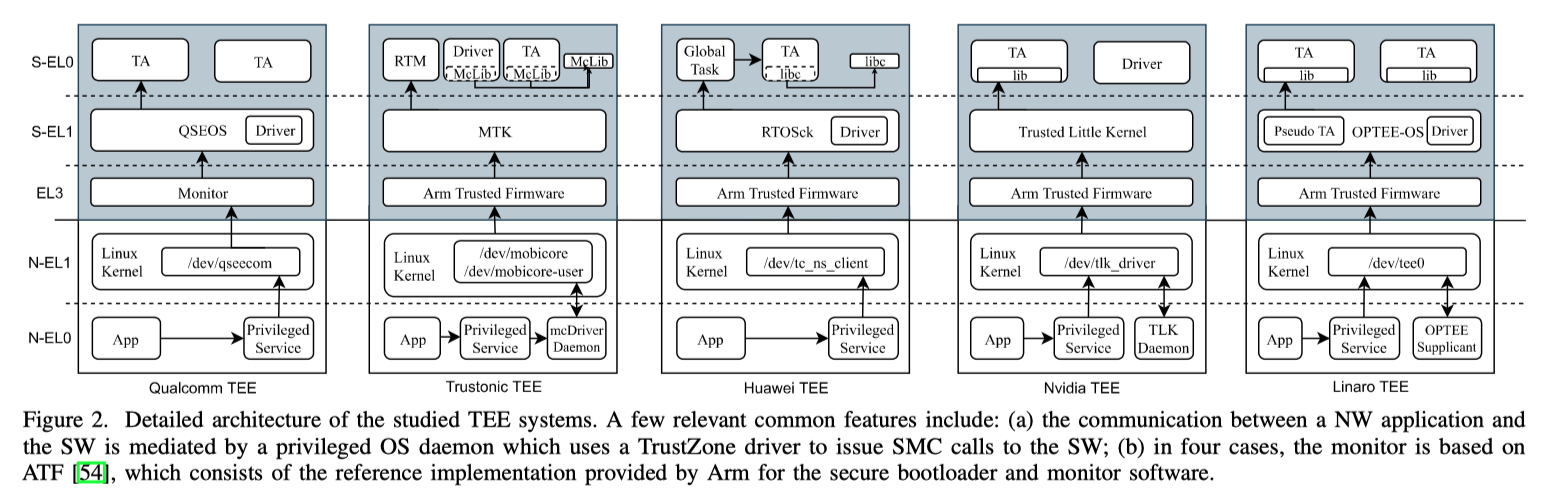 S-EL0
S-EL1
EL3
N-EL1
N-EL0
TA
TA
QSEOS
Driver
Monitor
Linux
Kernel
/dev/qseecom
App
Privileged
Service
Qualcomm TEE
RTM
Driver
McLib
TA
McLib
McLib
MTK
Arm Trusted Firmware
Linux
Kernel
/dev/mobicore
/dev/mobicore-user
App
Privileged
Service
mcDriver
Daemon
Trustonic TEE
Global
Task
TA
libc
libc
RTOSck
Driver
Arm Trusted Firmware
Linux
Kernel
/dev/tc_ns_client
App
Privileged
Service
Huawei TEE
TA
lib
Driver
Trusted Little Kernel
Arm Trusted Firmware
Linux
Kernel
/dev/tlk_driver
App
Privileged
Service
TLK
Daemon
Nvidia TEE
TA
lib
TA
lib
Pseudo TA
OPTEE-OS
Driver
Arm Trusted Firmware
Linux
Kernel
/dev/tee0
App
Privileged
Service
OPTEE
Supplicant
Linaro TEE
Figure 2. Detailed architecture of the studied TEE systems. A few relevant common features include: (a) the communication between a NW application and
the SW is mediated by a privileged OS daemon which uses a TrustZone driver to issue SMC calls to the SW; (b) in four cases, the monitor is based on
ATF [54], which consists of the reference implementation provided by Arm for the secure bootloader and monitor software.